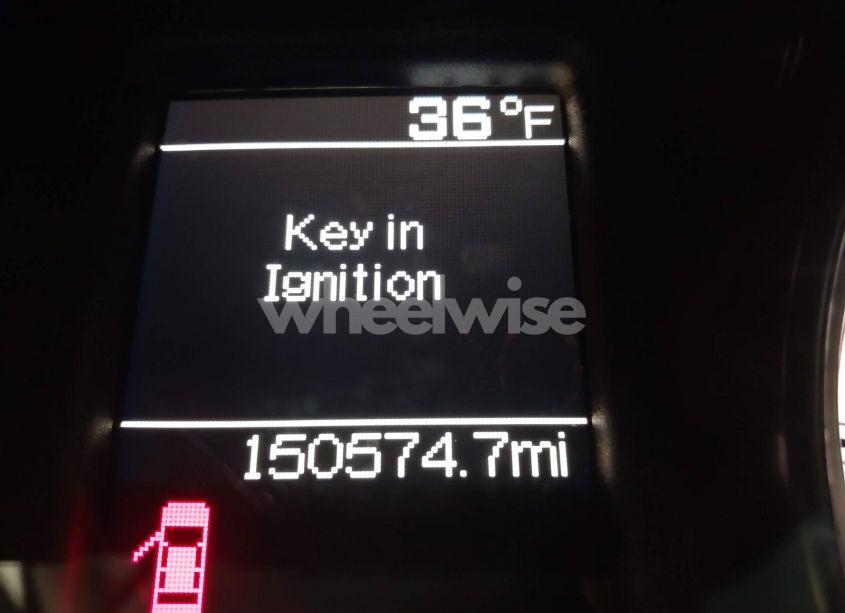 36°F
Key in
Ignition
wheelwise
150574.7mi